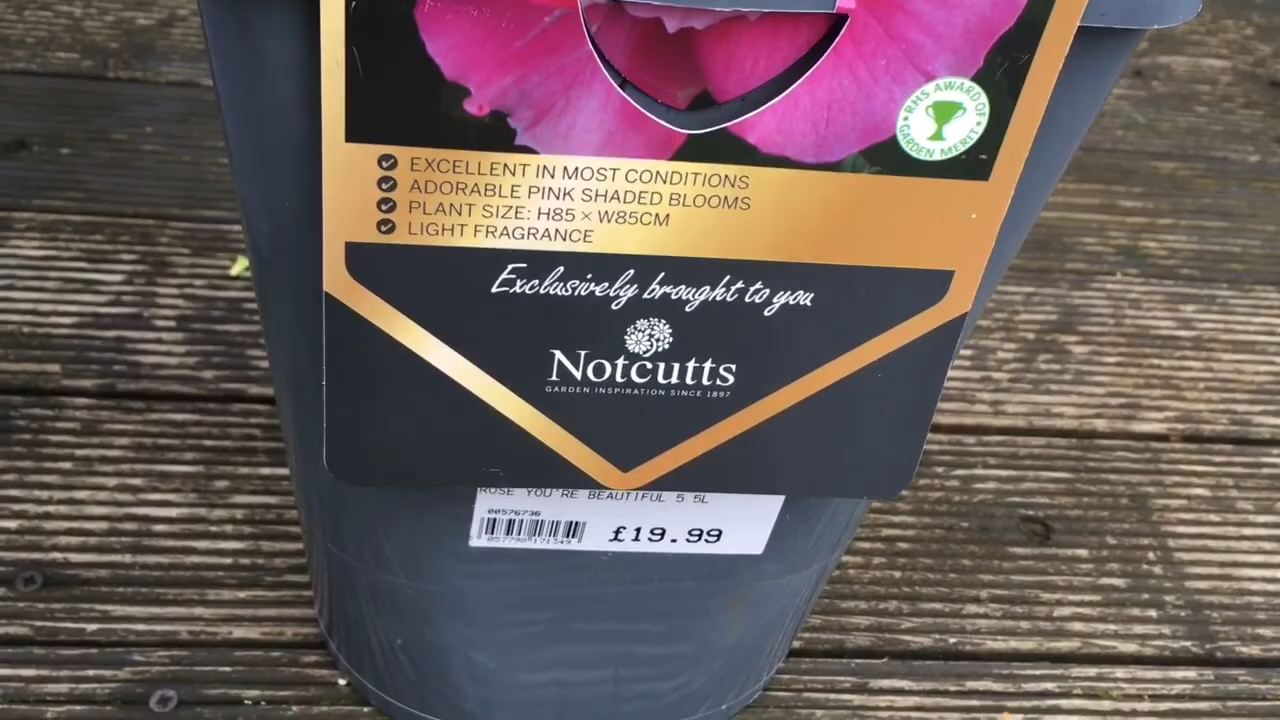 RHS AWARD OF
GARDEN MERIT
EXCELLENT IN MOST CONDITIONS
ADORABLE PINK SHADED BLOOMS
PLANT SIZE: H85 × W85CM
LIGHT FRAGRANCE
Exclusively brought to you
Notcutts
GARDEN INSPIRATION SINCE 1897
ROSE YOU'RE BEAUTIFUL 5 5L
00576736
£19.99